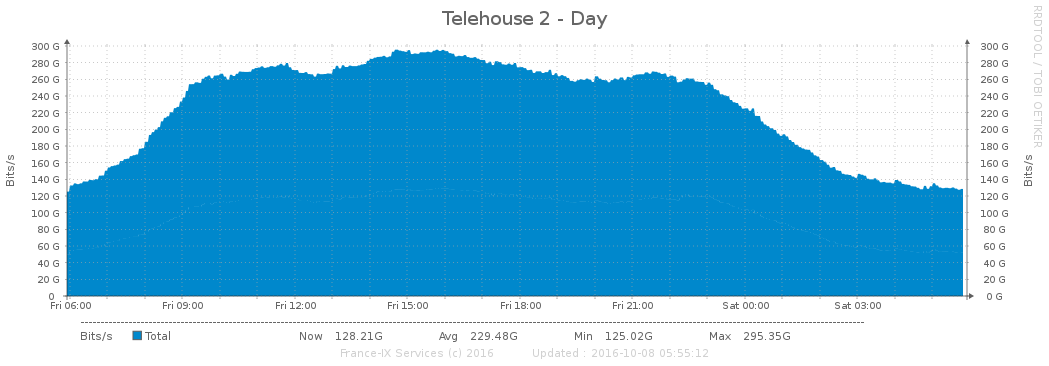 Telehouse 2 - Day
RRDTOOL / TOBI OETIKER
Bits/s
300 G
280 G
260 G
240 G
220 G
200 G
180 G
160 G
140 G
120 G
100 G
80 G
60 G
40 G
20 G
0
300 G
280 G
260 G
240 G
220 G
200 G
180 G
160 G
140 G
120 G
100 G
80 G
60 G
40 G
20 G
0 G
Bits/s
Fri 06:00 Fri 09:00 Fri 12:00 Fri 15:00 Fri 18:00 Fri 21:00 Sat 00:00 Sat 03:00
Bits/s Total Now 128.21G Avg 229.48G Min 125.02G Max 295.35G
France-IX Services (c) 2016 Updated : 2016-10-08 05:55:12